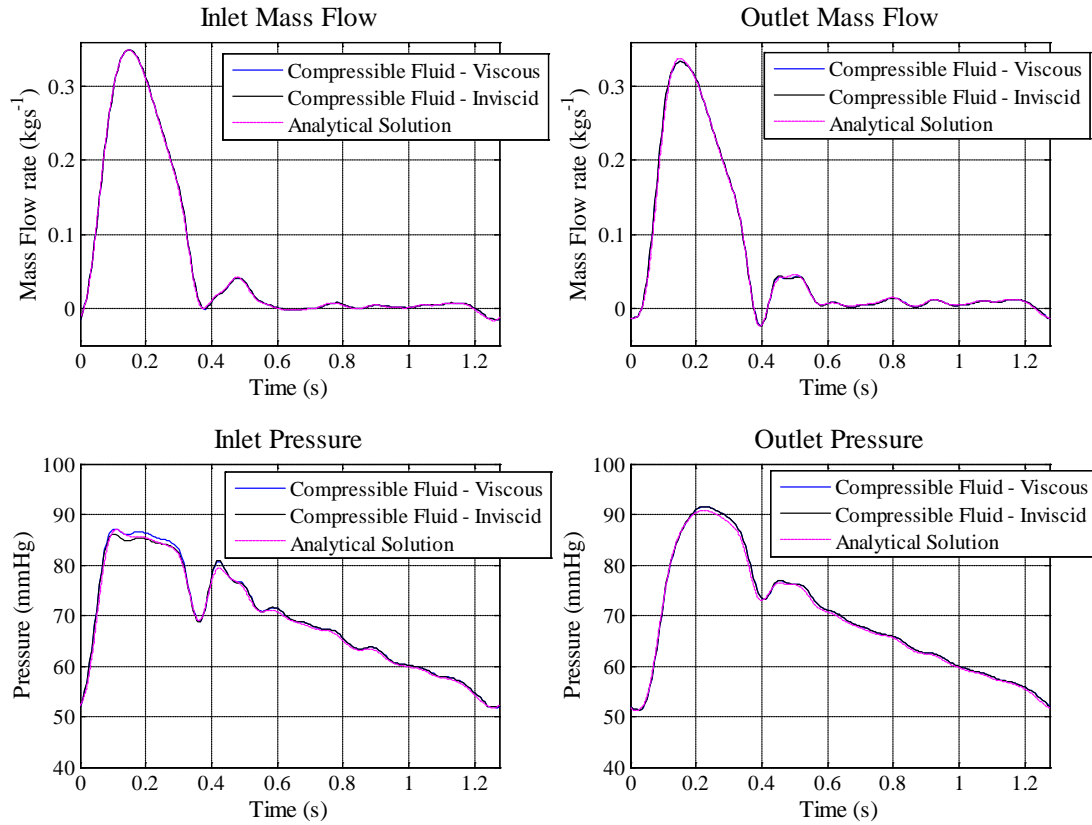 Inlet Mass Flow
Mass Flow rate (kgs⁻¹)
0.3
0.2
0.1
0
Compressible Fluid - Viscous
Compressible Fluid - Inviscid
Analytical Solution
0 0.2 0.4 0.6 0.8 1 1.2
Time (s)
Outlet Mass Flow
Mass Flow rate (kgs⁻¹)
0.3
0.2
0.1
0
Compressible Fluid - Viscous
Compressible Fluid - Inviscid
Analytical Solution
0 0.2 0.4 0.6 0.8 1 1.2
Time (s)
Inlet Pressure
Pressure (mmHg)
100
90
80
70
60
50
40
Compressible Fluid - Viscous
Compressible Fluid - Inviscid
Analytical Solution
0 0.2 0.4 0.6 0.8 1 1.2
Time (s)
Outlet Pressure
Pressure (mmHg)
100
90
80
70
60
50
40
Compressible Fluid - Viscous
Compressible Fluid - Inviscid
Analytical Solution
0 0.2 0.4 0.6 0.8 1 1.2
Time (s)